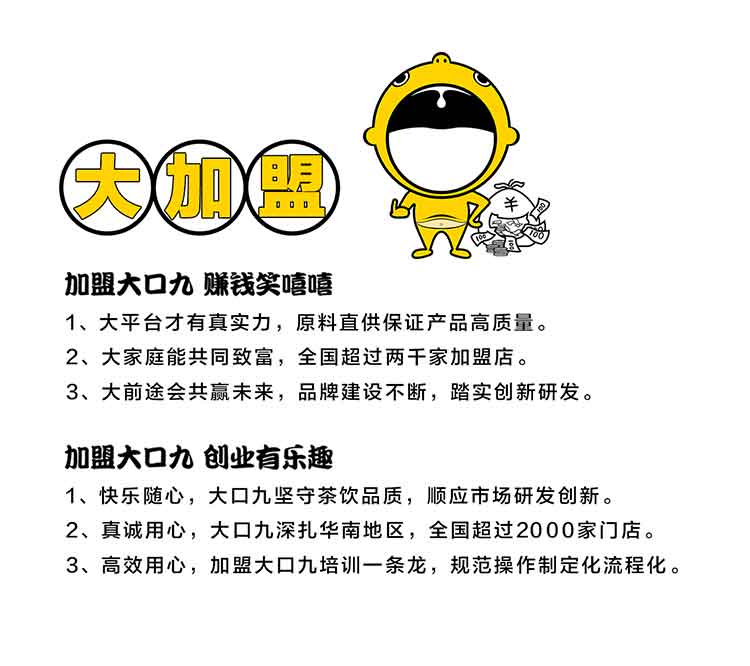 大加盟
¥
100
100
100
100
加盟大口九 赚钱笑嘻嘻
1、大平台才有真实力，原料直供保证产品高质量。
2、大家庭能共同致富，全国超过两千家加盟店。
3、大前途会共赢未来，品牌建设不断，踏实创新研发。
加盟大口九 创业有乐趣
1、快乐随心，大口九坚守茶饮品质，顺应市场研发创新。
2、真诚用心，大口九深扎华南地区，全国超过2000家门店。
3、高效用心，加盟大口九培训一条龙，规范操作制定化流程化。